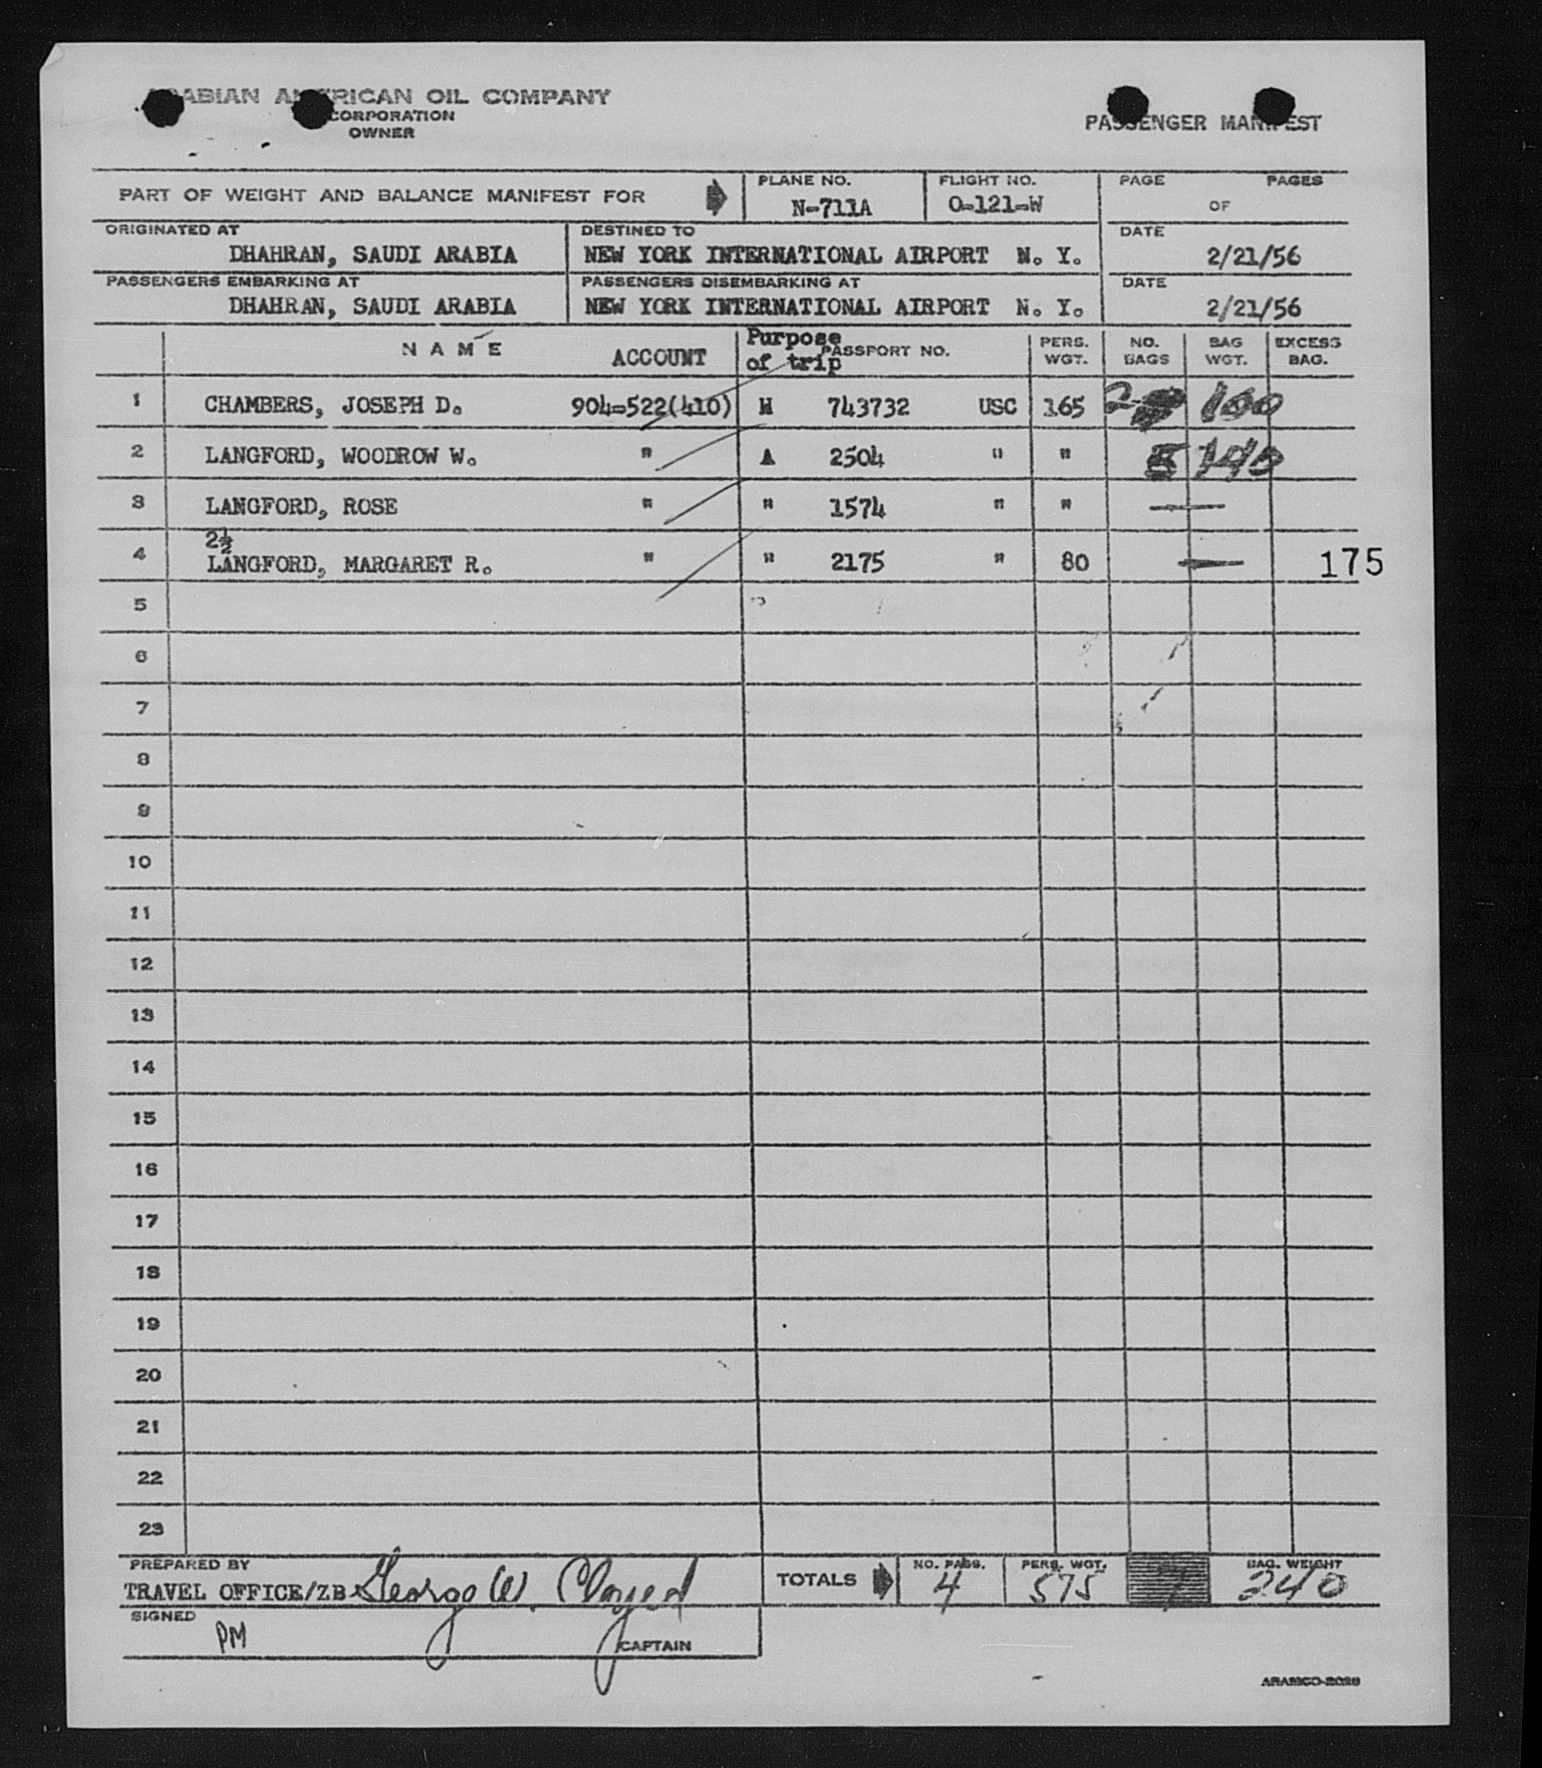 ARABIAN AMERICAN OIL COMPANY
CORPORATION
OWNER
PASSENGER MANIFEST
PART OF WEIGHT AND BALANCE MANIFEST FOR
PLANE NO.
N-711A
FLIGHT NO.
O-121-W
PAGE OF PAGES
ORIGINATED AT
DHAHRAN, SAUDI ARABIA
DESTINED TO
NEW YORK INTERNATIONAL AIRPORT N. Y.
DATE
2/21/56
PASSENGERS EMBARKING AT
DHAHRAN, SAUDI ARABIA
PASSENGERS DISEMBARKING AT
NEW YORK INTERNATIONAL AIRPORT N. Y.
DATE
2/21/56
NAME ACCOUNT Purpose of trip PASSPORT NO. PERS. WGT. NO. BAGS BAG WGT. EXCESS BAG.
1 CHAMBERS, JOSEPH D. 904-522(410) H 743732 USC 165 2 100
2 LANGFORD, WOODROW W. " A 2504 " " 5 140
3 LANGFORD, ROSE " " 1574 " " —
2½
4 LANGFORD, MARGARET R. " " 2175 " 80 — 175
5
6
7
8
9
10
11
12
13
14
15
16
17
18
19
20
21
22
23
PREPARED BY
TRAVEL OFFICE/ZB George W.
TOTALS
NO. PASS.
4
PERS. WGT.
575
7
BAG. WEIGHT
240
SIGNED
PM
CAPTAIN
ARAMCO-2028